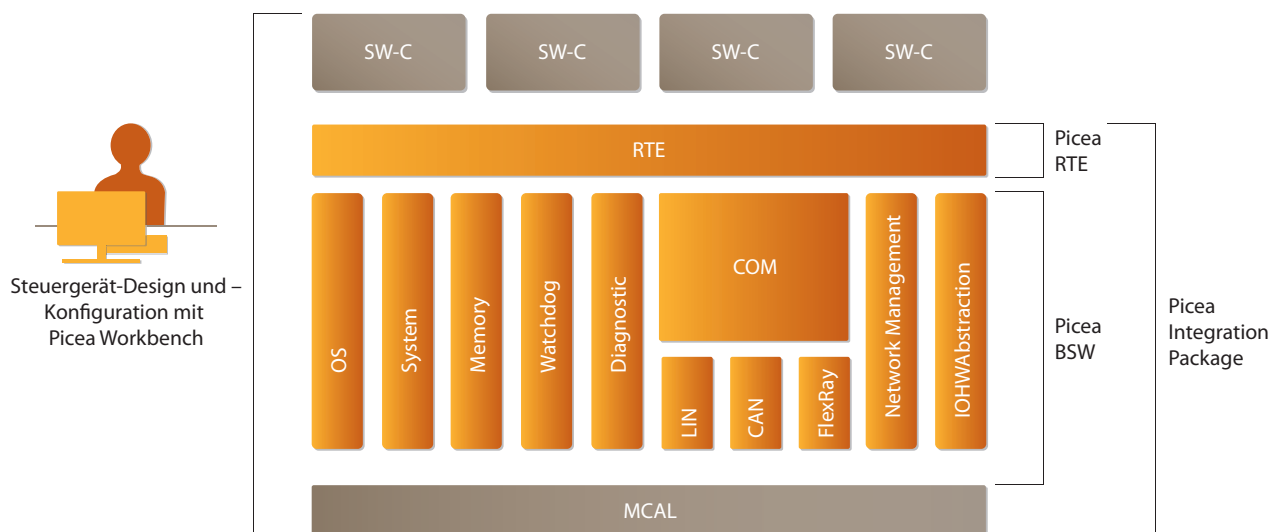 SW-C
SW-C
SW-C
SW-C
RTE
Picea
RTE
OS
System
Memory
Watchdog
Diagnostic
COM
LIN
CAN
FlexRay
Network Management
IOHWAbstraction
Picea
BSW
Picea
Integration
Package
Steuergerät-Design und –
Konfiguration mit
Picea Workbench
MCAL